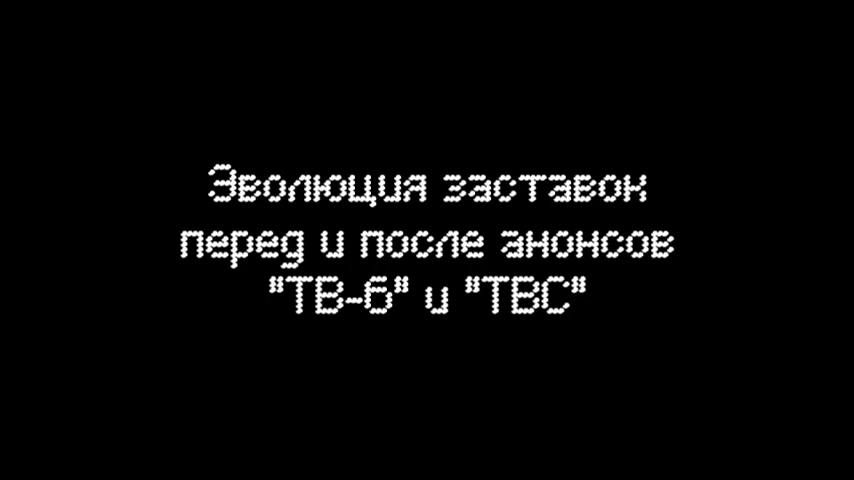 Эволюция заставок
перед и после анонсов
"ТВ-6" и "ТВС"